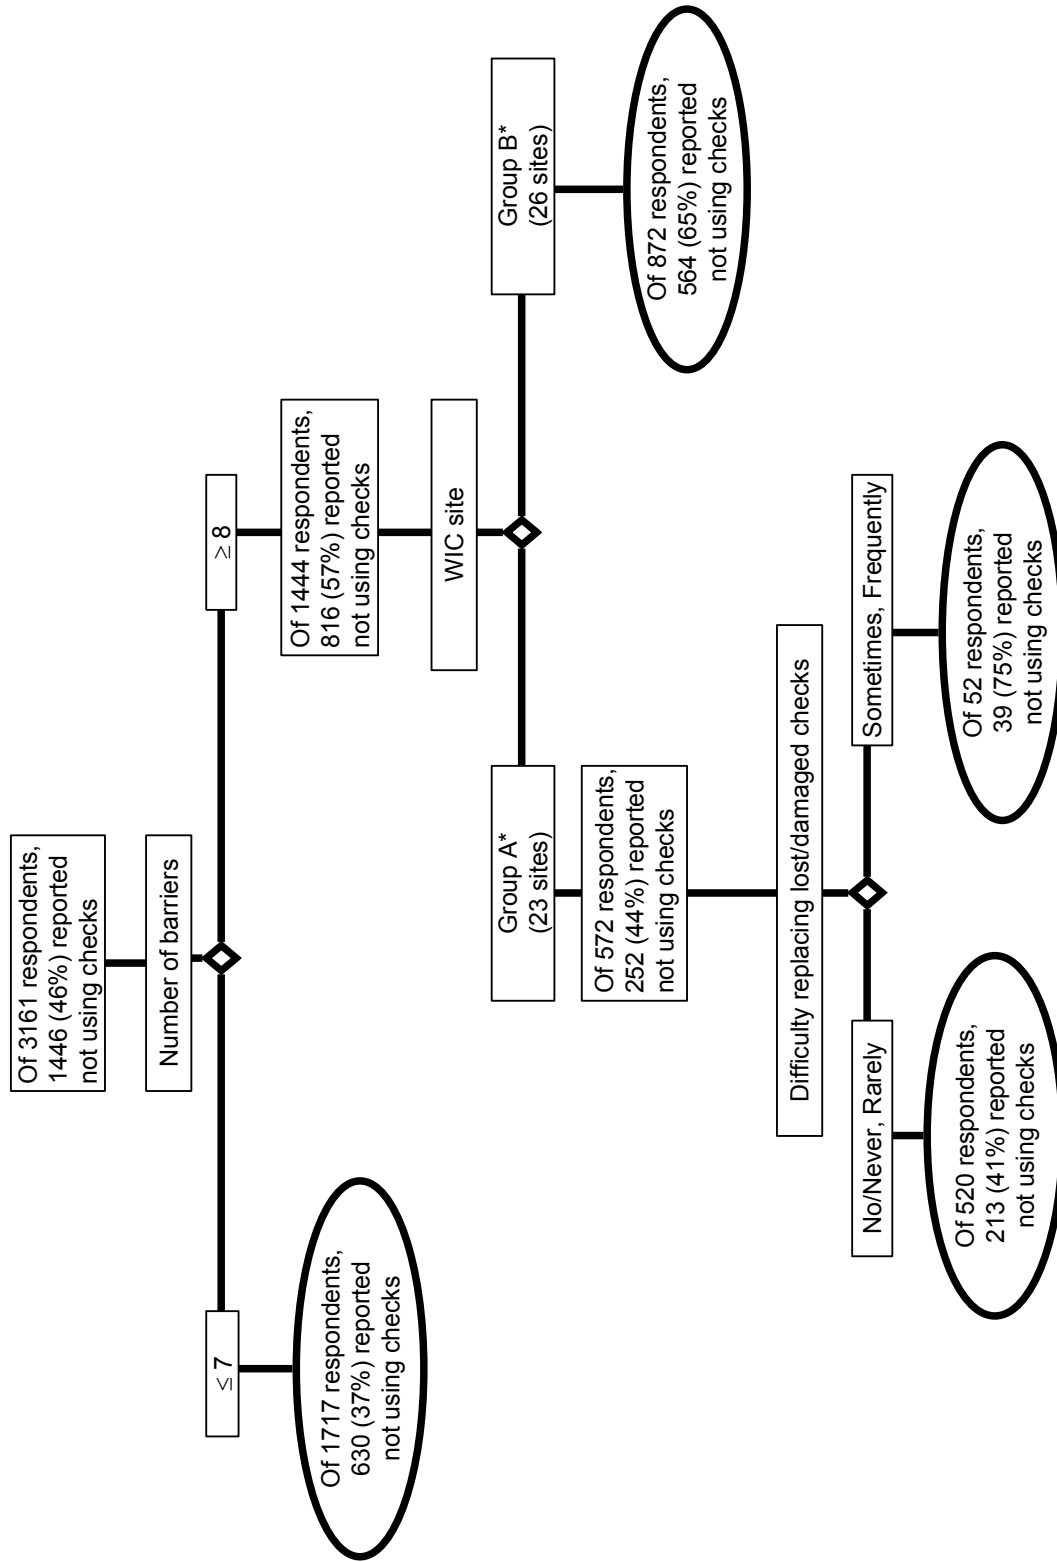 Of 3161 respondents,
1446 (46%) reported
not using checks
Number of barriers
≤ 7
Of 1717 respondents,
630 (37%) reported
not using checks
≥ 8
Of 1444 respondents,
816 (57%) reported
not using checks
WIC site
Group A*
(23 sites)
Of 572 respondents,
252 (44%) reported
not using checks
Group B*
(26 sites)
Of 872 respondents,
564 (65%) reported
not using checks
Difficulty replacing lost/damaged checks
No/Never, Rarely
Of 520 respondents,
213 (41%) reported
not using checks
Sometimes, Frequently
Of 52 respondents,
39 (75%) reported
not using checks